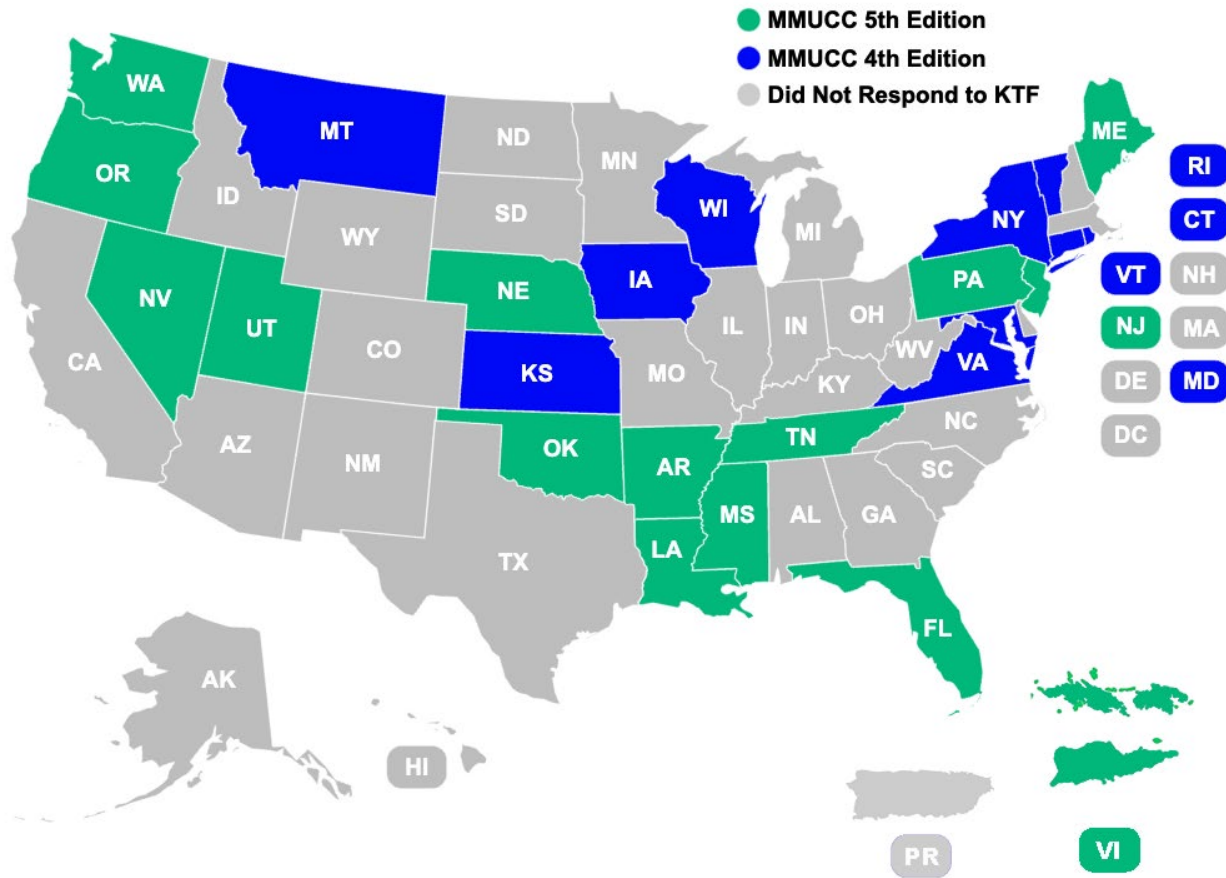 MMUCC 5th Edition
MMUCC 4th Edition
Did Not Respond to KTF
WA
MT
ND
MN
ME
OR
ID
SD
WI
NY
RI
WY
MI
CT
NV
UT
NE
IA
PA
VT
NH
CA
CO
IL
IN
OH
NJ
MA
KS
MO
WV
VA
KY
DE
MD
AZ
NM
OK
AR
TN
NC
DC
SC
MS
AL
GA
TX
LA
FL
AK
HI
PR
VI